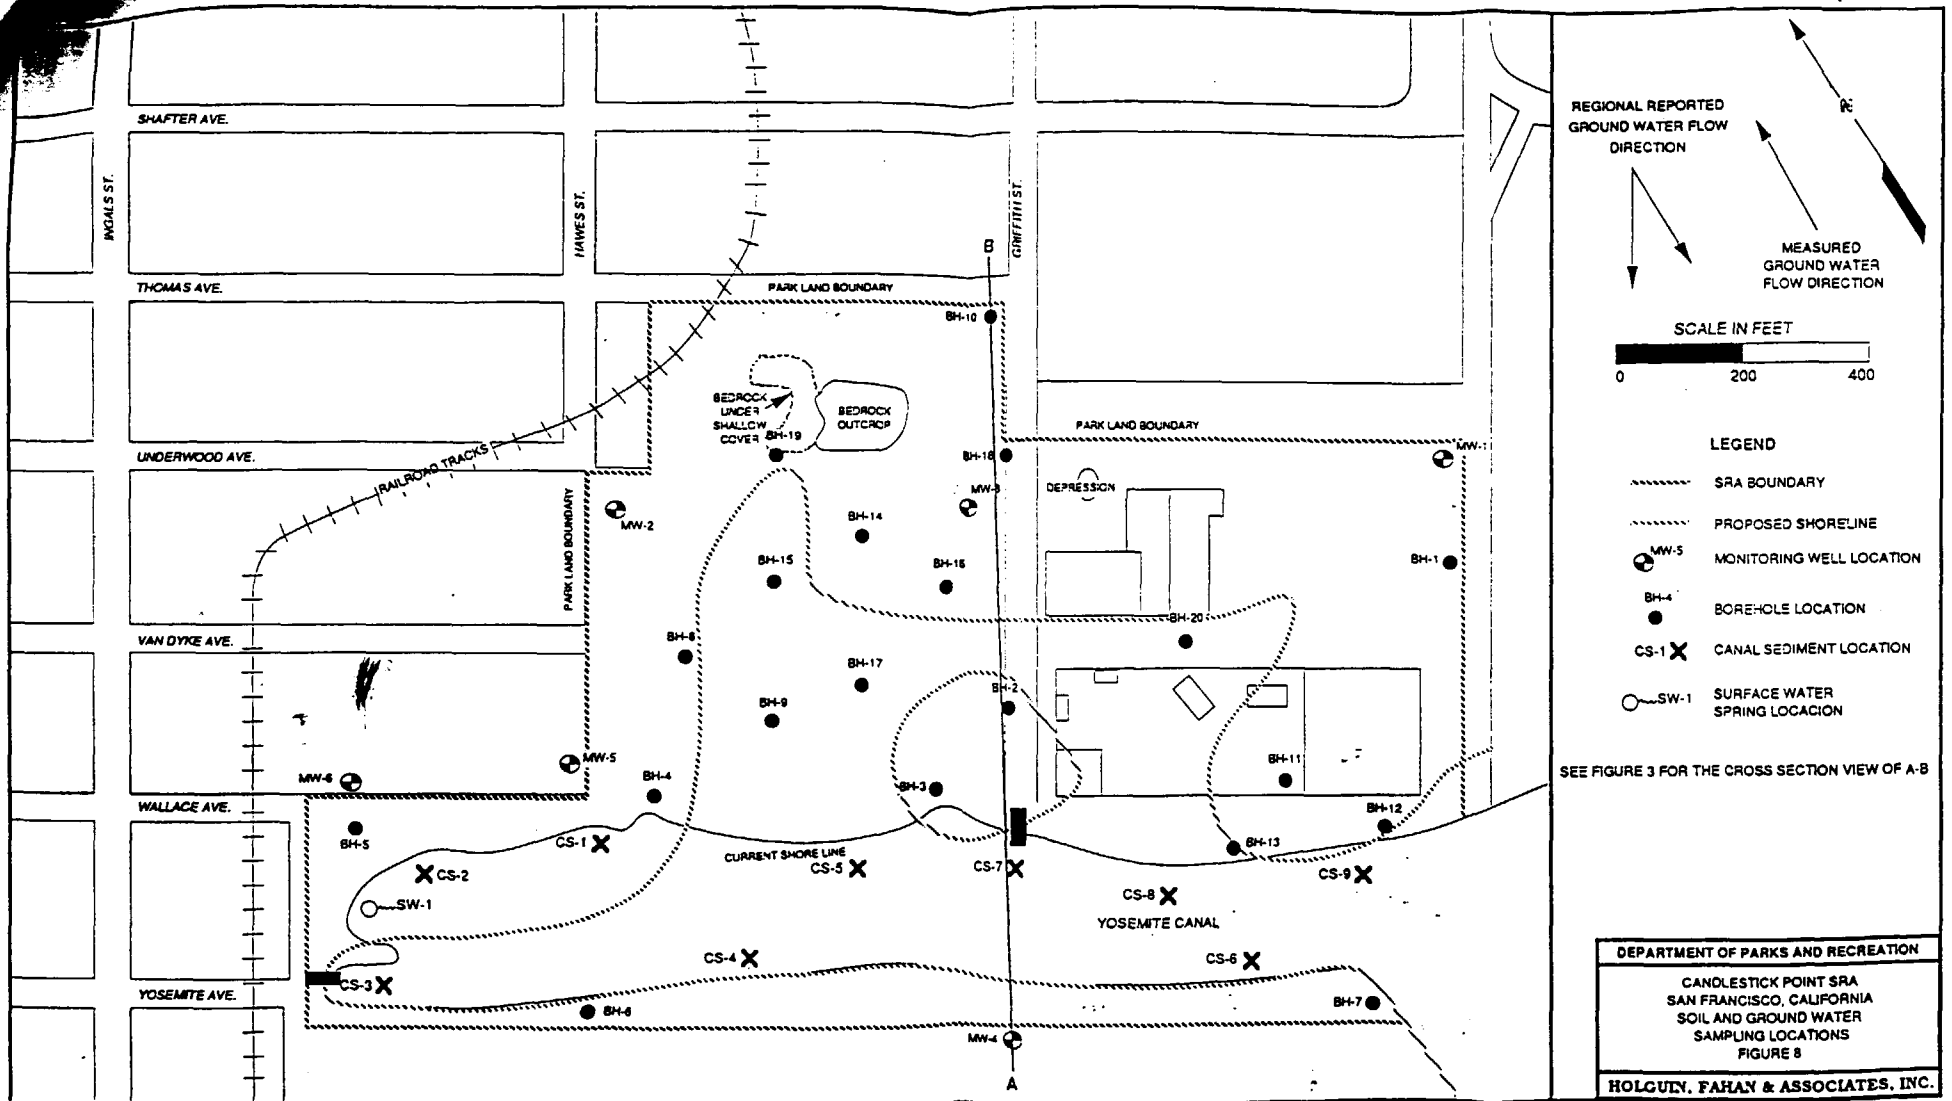 SHAFTER AVE.
INGALS ST.
HAWES ST.
GRIFFITH ST.
THOMAS AVE.
PARK LAND BOUNDARY
B
BH-10
BEDROCK
UNDER
SHALLOW
COVER
BEDROCK
OUTCROP
BH-19
BH-18
PARK LAND BOUNDARY
MW-1
UNDERWOOD AVE.
RAILROAD TRACKS
PARK LAND BOUNDARY
MW-2
DEPRESSION
BH-14
BH-15
BH-16
BH-1
VAN DYKE AVE.
BH-8
BH-17
BH-20
BH-2
BH-9
MW-5
MW-6
BH-4
BH-3
BH-11
WALLACE AVE.
BH-12
BH-5
CS-1
CURRENT SHORE LINE
BH-13
CS-2
CS-5
CS-7
CS-9
CS-8
SW-1
YOSEMITE CANAL
CS-4
CS-6
CS-3
YOSEMITE AVE.
BH-6
BH-7
MW-4
A
REGIONAL REPORTED
GROUND WATER FLOW
DIRECTION
MEASURED
GROUND WATER
FLOW DIRECTION
SCALE IN FEET
0 200 400
LEGEND
SRA BOUNDARY
PROPOSED SHORELINE
MW-5
MONITORING WELL LOCATION
BH-4
BOREHOLE LOCATION
CS-1 CANAL SEDIMENT LOCATION
SW-1 SURFACE WATER
SPRING LOCACION
SEE FIGURE 3 FOR THE CROSS SECTION VIEW OF A-B
DEPARTMENT OF PARKS AND RECREATION
CANDLESTICK POINT SRA
SAN FRANCISCO, CALIFORNIA
SOIL AND GROUND WATER
SAMPLING LOCATIONS
FIGURE 8
HOLGUIN, FAHAN & ASSOCIATES, INC.